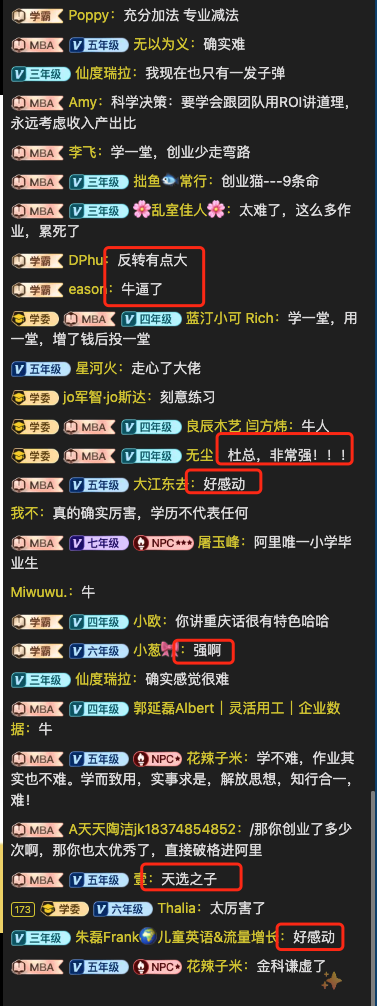 学霸 Poppy：充分加法 专业减法
MBA V 五年级 无以为义：确实难
V 三年级 仙度瑞拉：我现在也只有一发子弹
MBA Amy：科学决策：要学会跟团队用ROI讲道理，
永远考虑收入产出比
MBA 李飞：学一堂，创业少走弯路
MBA V 三年级 拙鱼🐟常行：创业猫---9条命
MBA V 三年级 🌸乱室佳人🌸：太难了，这么多作
业，累死了
学霸 DPhu：反转有点大
学霸 eason：牛逼了
学委 MBA V 四年级 蓝汀小可 Rich：学一堂，用
一堂，增了钱后投一堂
V 五年级 星河火：走心了大佬
学委 jo军智·jo斯达：刻意练习
学委 MBA V 四年级 良辰木艺 闫方炜：牛人
学委 MBA V 四年级 无尘：杜总，非常强！！！
MBA V 五年级 大江东去：好感动
我不：真的确实厉害，学历不代表任何
MBA V 七年级 NPC★★★ 屠玉峰：阿里唯一小学毕
业生
Miwuwu.：牛
学霸 V 四年级 小欧：你讲重庆话很有特色哈哈
学霸 V 六年级 小葱🎀：强啊
V 三年级 仙度瑞拉：确实感觉很难
MBA V 四年级 郭延磊Albert｜灵活用工｜企业数
据：牛
MBA V 五年级 NPC★ 花辣子米：学不难，作业其
实也不难。学而致用，实事求是，解放思想，知行合一，
难！
MBA A天天陶洁jk18374854852：/那你创业了多少
次啊，那你也太优秀了，直接破格进阿里
MBA V 五年级 壹：天选之子
173 学委 V 六年级 Thalia：太厉害了
V 三年级 朱磊Frank🌍儿童英语&流量增长：好感动
MBA V 五年级 NPC★ 花辣子米：金科谦虚了